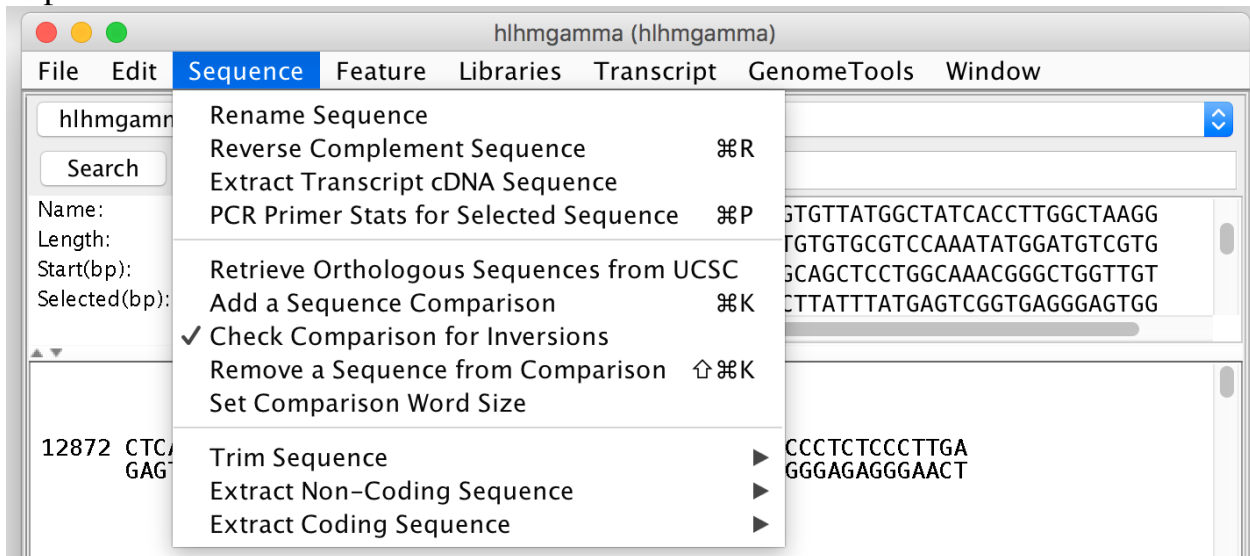 hlhmgamma (hlhmgamma)
File Edit Sequence Feature Libraries Transcript GenomeTools Window
Rename Sequence
Reverse Complement Sequence ⌘R
Extract Transcript cDNA Sequence
PCR Primer Stats for Selected Sequence ⌘P
Retrieve Orthologous Sequences from UCSC
Add a Sequence Comparison ⌘K
✓ Check Comparison for Inversions
Remove a Sequence from Comparison ⇧⌘K
Set Comparison Word Size
Trim Sequence ▶
Extract Non-Coding Sequence ▶
Extract Coding Sequence ▶
Search
Name:
Length:
Start(bp):
Selected(bp):
GTGTTATGGCTATCACCTTGGCTAAGG
TGTGTGCGTCCAAATATGGATGTCGTG
GCAGCTCCTGGCAAACGGGCTGGTTGT
CTTATTTATGAGTCGGTGAGGGAGTGG
12872 CCCTCTCCCTTGA
GGGAGAGGGAACT